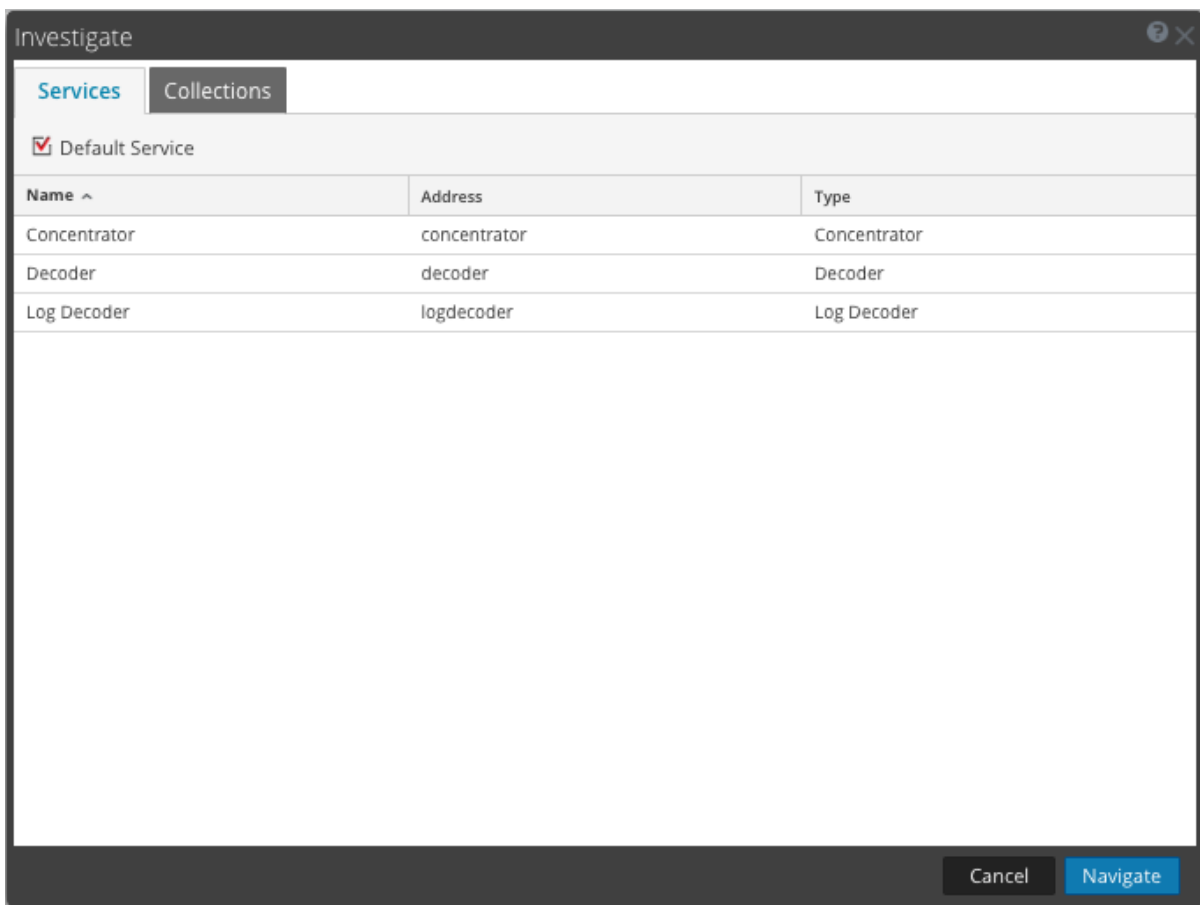 Investigate
Services Collections
Default Service
Name Address Type
Concentrator concentrator Concentrator
Decoder decoder Decoder
Log Decoder logdecoder Log Decoder
Cancel Navigate